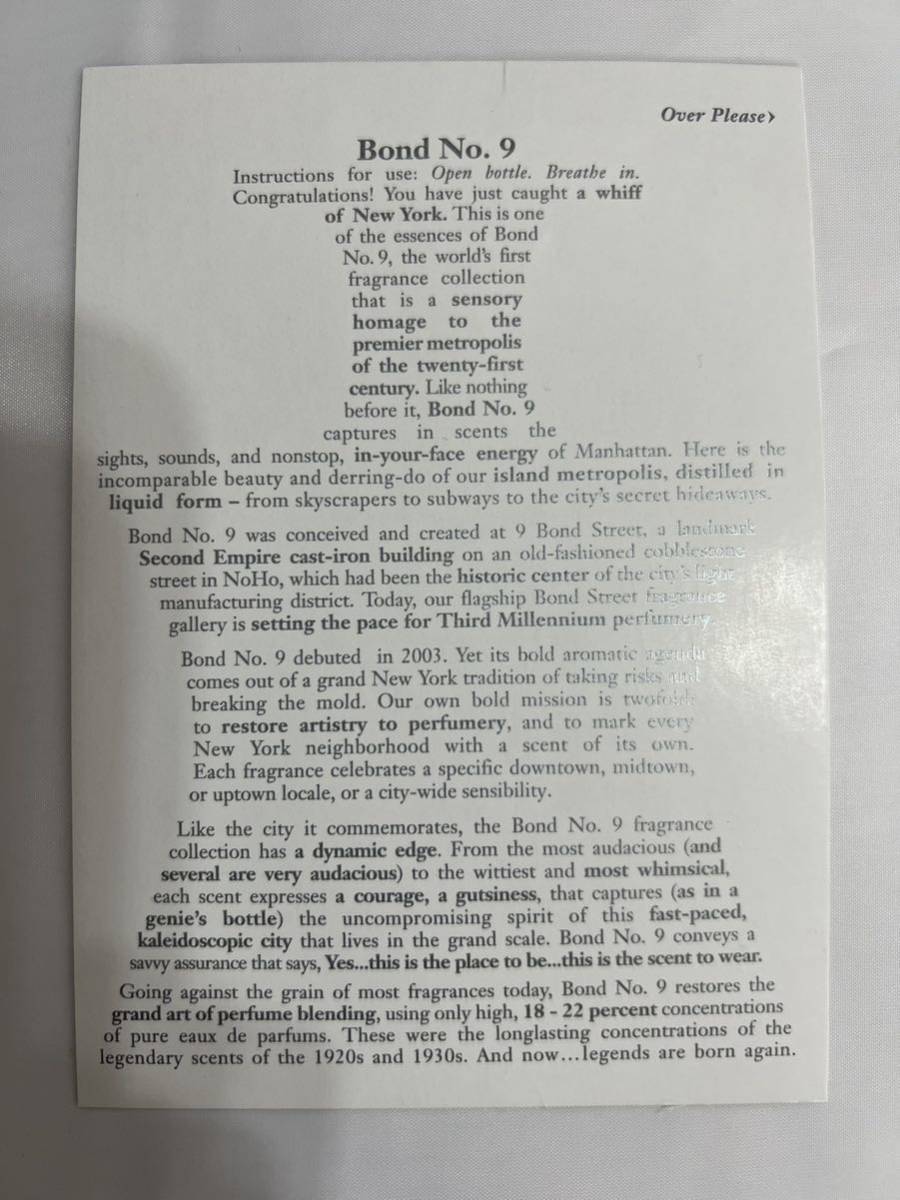 Over Please›
Bond No. 9
Instructions for use: Open bottle. Breathe in.
Congratulations! You have just caught a whiff
of New York. This is one
of the essences of Bond
No. 9, the world's first
fragrance collection
that is a sensory
homage to the
premier metropolis
of the twenty-first
century. Like nothing
before it, Bond No. 9
captures in scents the
sights, sounds, and nonstop, in-your-face energy of Manhattan. Here is the
incomparable beauty and derring-do of our island metropolis, distilled in
liquid form – from skyscrapers to subways to the city's secret hideaways.
Bond No. 9 was conceived and created at 9 Bond Street, a landmark
Second Empire cast-iron building on an old-fashioned cobblestone
street in NoHo, which had been the historic center of the city's light
manufacturing district. Today, our flagship Bond Street fragrance
gallery is setting the pace for Third Millennium perfumery.
Bond No. 9 debuted in 2003. Yet its bold aromatic agenda
comes out of a grand New York tradition of taking risks and
breaking the mold. Our own bold mission is twofold:
to restore artistry to perfumery, and to mark every
New York neighborhood with a scent of its own.
Each fragrance celebrates a specific downtown, midtown,
or uptown locale, or a city-wide sensibility.
Like the city it commemorates, the Bond No. 9 fragrance
collection has a dynamic edge. From the most audacious (and
several are very audacious) to the wittiest and most whimsical,
each scent expresses a courage, a gutsiness, that captures (as in a
genie's bottle) the uncompromising spirit of this fast-paced,
kaleidoscopic city that lives in the grand scale. Bond No. 9 conveys a
savvy assurance that says, Yes...this is the place to be...this is the scent to wear.
Going against the grain of most fragrances today, Bond No. 9 restores the
grand art of perfume blending, using only high, 18 - 22 percent concentrations
of pure eaux de parfums. These were the longlasting concentrations of the
legendary scents of the 1920s and 1930s. And now...legends are born again.